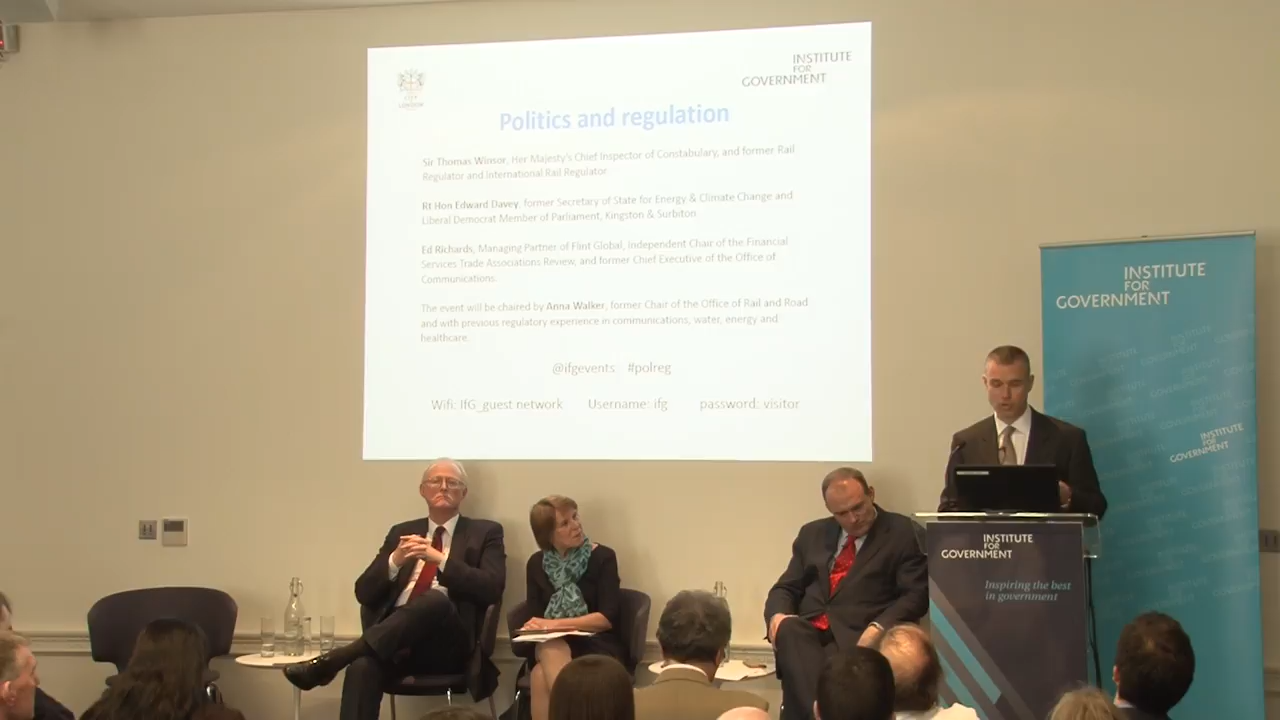 CITY
LONDON
INSTITUTE
FOR
GOVERNMENT
Politics and regulation
Sir Thomas Winsor, Her Majesty's Chief Inspector of Constabulary, and former Rail
Regulator and International Rail Regulator
Rt Hon Edward Davey, former Secretary of State for Energy & Climate Change and
Liberal Democrat Member of Parliament, Kingston & Surbiton
Ed Richards, Managing Partner of Flint Global, Independent Chair of the Financial
Services Trade Associations Review, and former Chief Executive of the Office of
Communications.
The event will be chaired by Anna Walker, former Chair of the Office of Rail and Road
and with previous regulatory experience in communications, water, energy and
healthcare.
@ifgevents #polreg
Wifi: IfG_guest network Username: ifg password: visitor
INSTITUTE
FOR
GOVERNMENT
INSTITUTE
FOR
GOVERNMENT
INSTITUTE
FOR
GOVERNMENT
Inspiring the best
in government